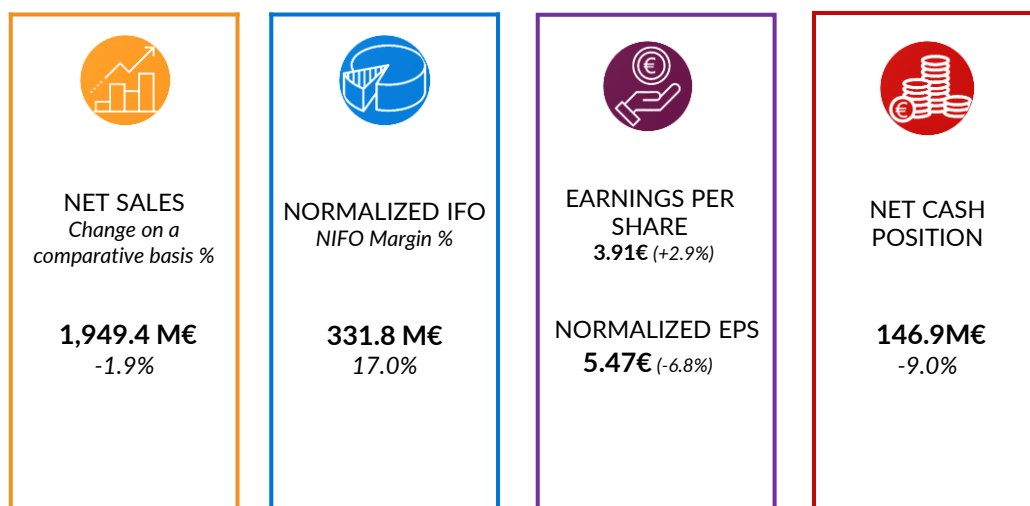 NET SALES
Change on a
comparative basis %
1,949.4 M€
-1.9%
NORMALIZED IFO
NIFO Margin %
331.8 M€
17.0%
€
EARNINGS PER
SHARE
3.91€ (+2.9%)
NORMALIZED EPS
5.47€ (-6.8%)
€
NET CASH
POSITION
146.9M€
-9.0%